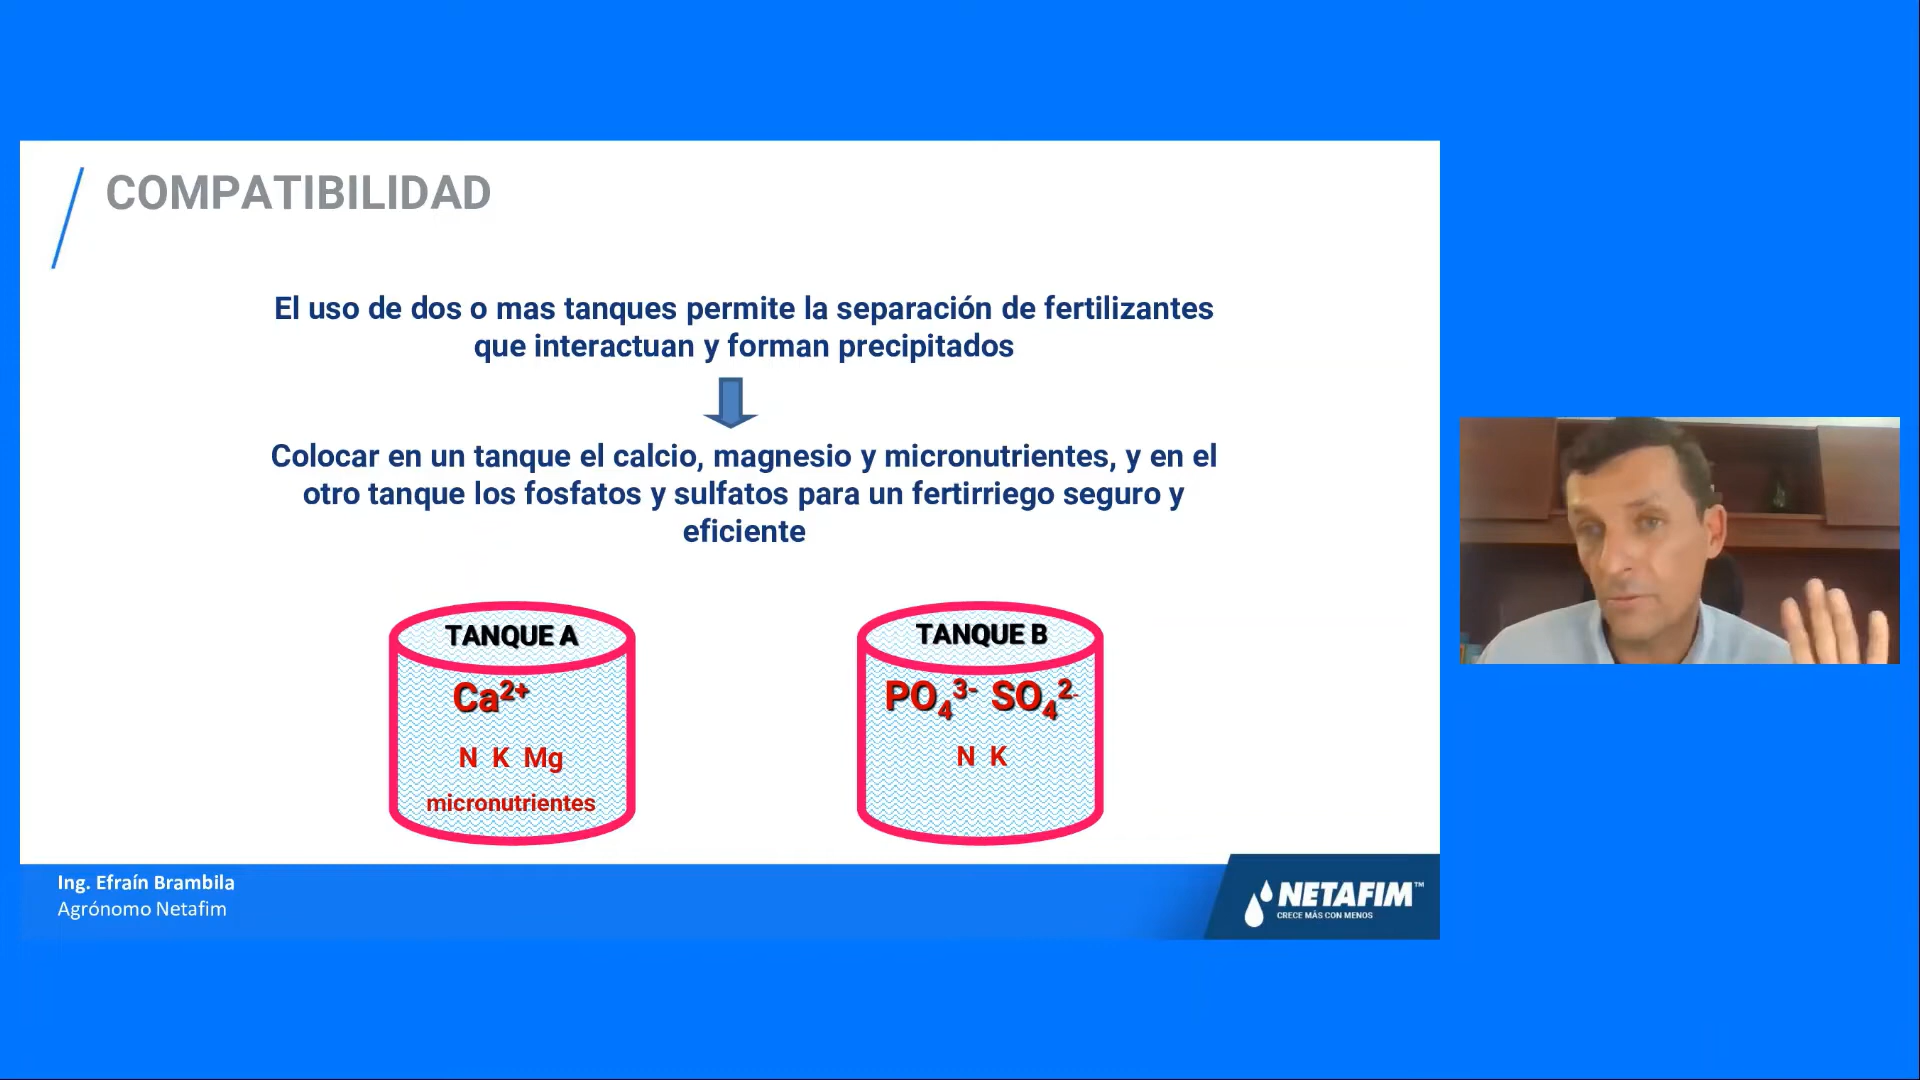 COMPATIBILIDAD
El uso de dos o mas tanques permite la separación de fertilizantes
que interactuan y forman precipitados
Colocar en un tanque el calcio, magnesio y micronutrientes, y en el
otro tanque los fosfatos y sulfatos para un fertirriego seguro y
eficiente
TANQUE A
Ca²⁺
N K Mg
micronutrientes
TANQUE B
PO₄³⁻ SO₄²⁻
N K
Ing. Efraín Brambila
Agrónomo Netafim
NETAFIM™
CRECE MÁS CON MENOS